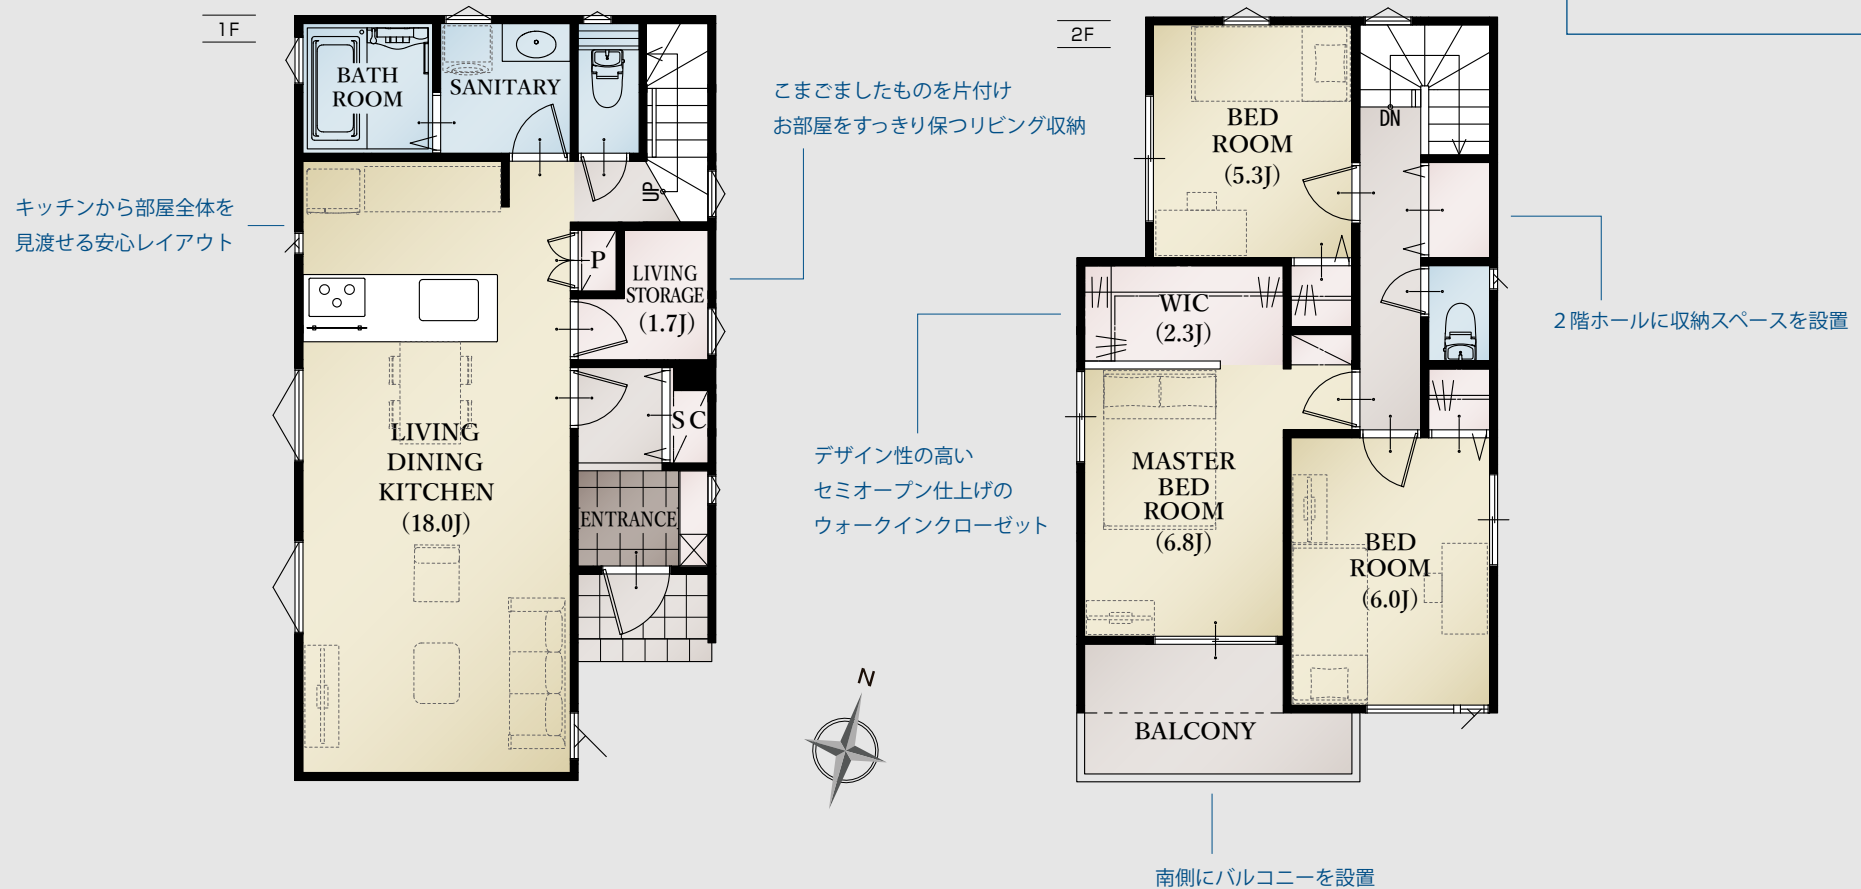 1F
BATH
ROOM
SANITARY
UP
キッチンから部屋全体を
見渡せる安心レイアウト
P
LIVING
STORAGE
(1.7J)
SC
LIVING
DINING
KITCHEN
(18.0J)
ENTRANCE
こまごましたものを片付け
お部屋をすっきり保つリビング収納
N
2F
BED
ROOM
(5.3J)
DN
WIC
(2.3J)
2階ホールに収納スペースを設置
デザイン性の高い
セミオープン仕上げの
ウォークインクローゼット
MASTER
BED
ROOM
(6.8J)
BED
ROOM
(6.0J)
BALCONY
南側にバルコニーを設置